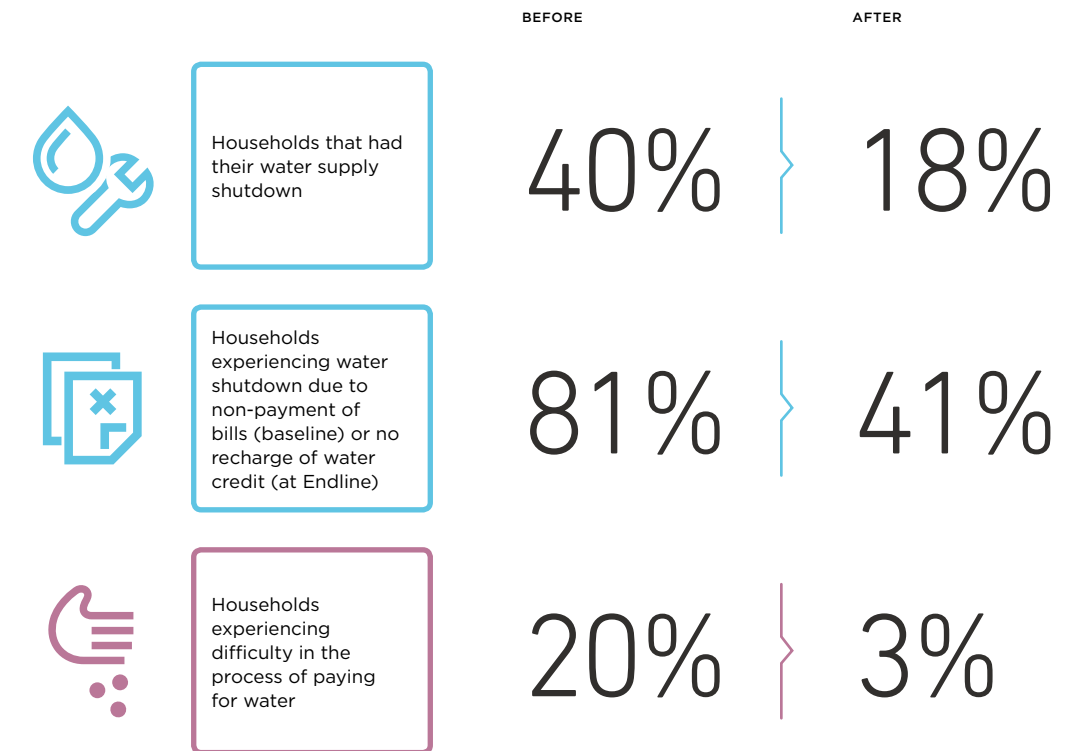 BEFORE AFTER
Households that had
their water supply
shutdown
40% 18%
Households
experiencing water
shutdown due to
non-payment of
bills (baseline) or no
recharge of water
credit (at Endline)
81% 41%
Households
experiencing
difficulty in the
process of paying
for water
20% 3%